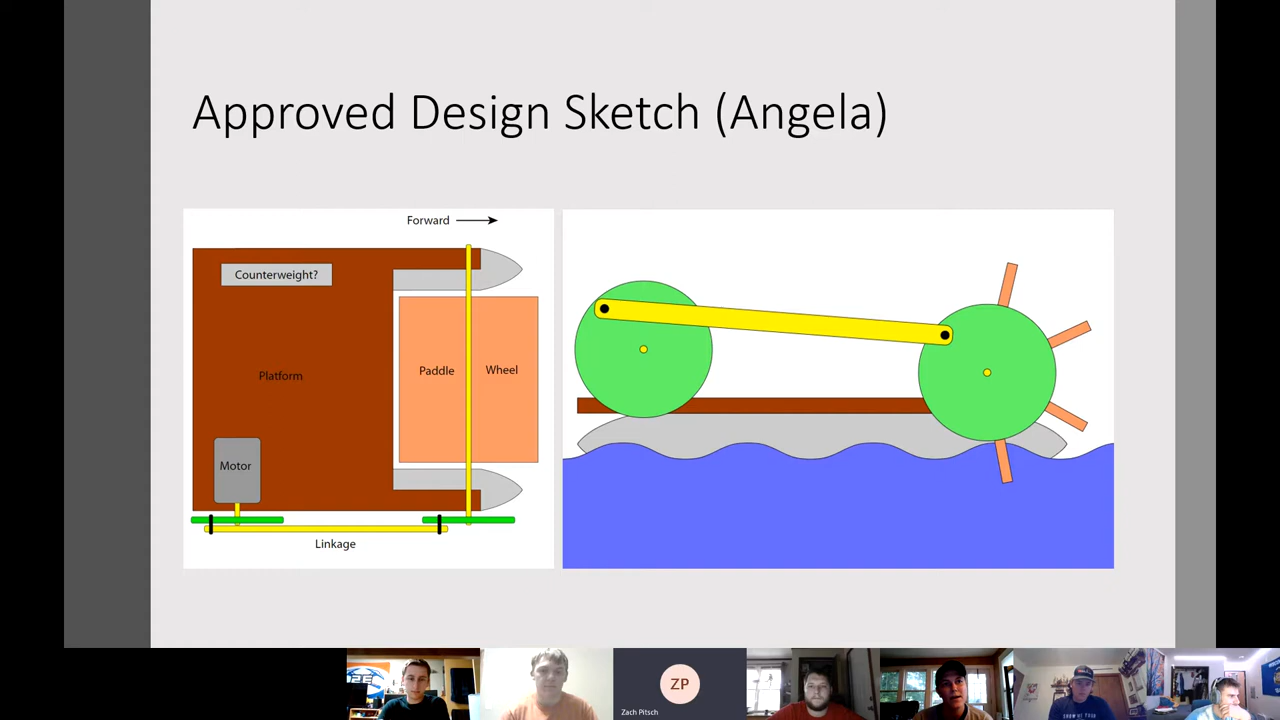 Approved Design Sketch (Angela)
Forward
Counterweight?
Platform
Paddle Wheel
Motor
Linkage
ZP
Zach Pitsch